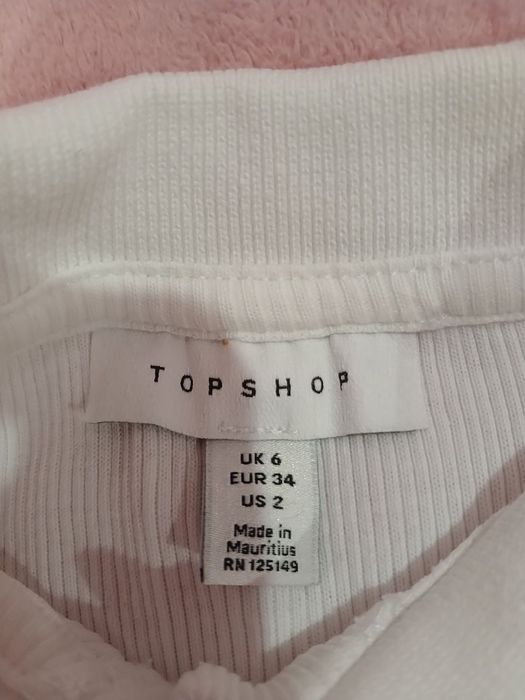 TOPSHOP
UK 6
EUR 34
US 2
Made in
Mauritius
RN 125149